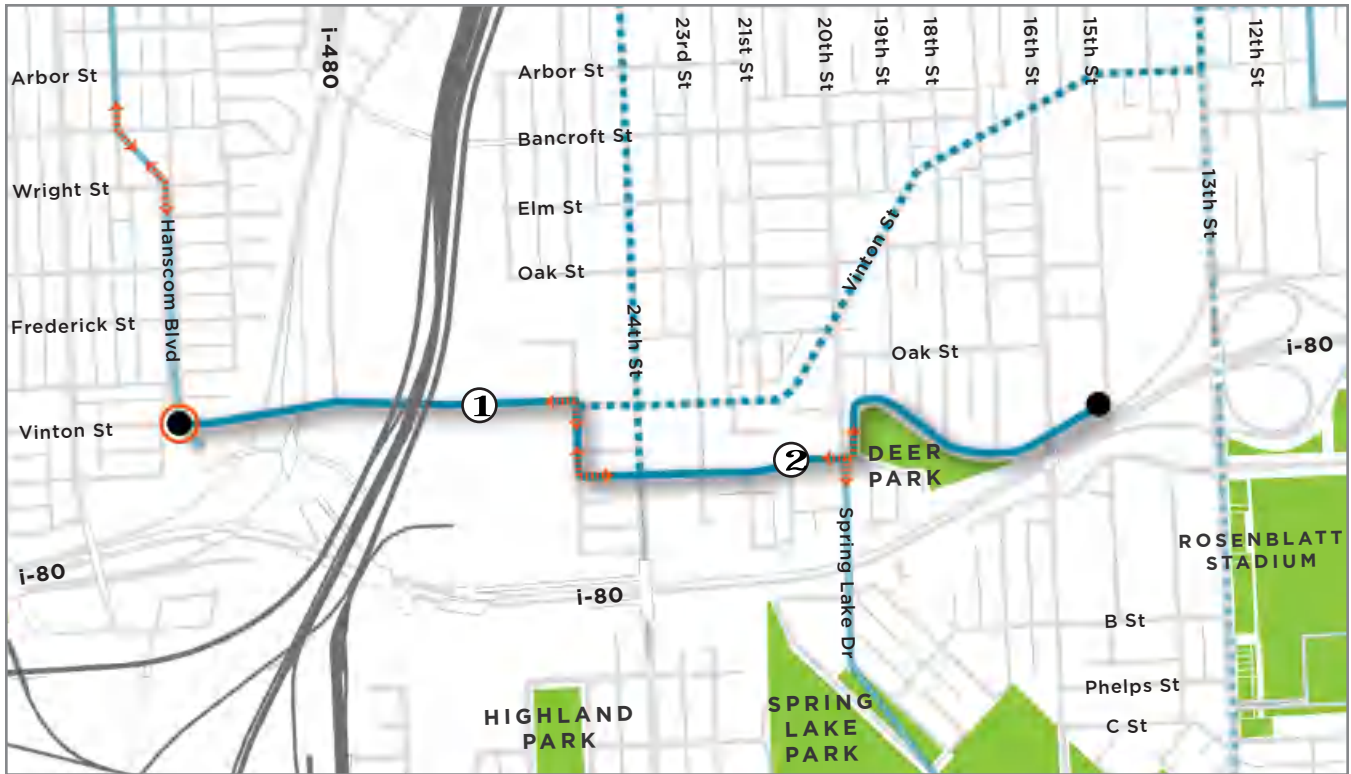 i-480
23rd St
21st St
20th St
19th St
18th St
16th St
15th St
12th St
Arbor St
Arbor St
Bancroft St
Wright St
Elm St
13th St
Hanscom Blvd
Vinton St
Oak St
Frederick St
24th St
Oak St
i-80
1
Vinton St
2
DEER
PARK
Spring Lake Dr
ROSENBLATT
STADIUM
i-80
i-80
B St
Phelps St
HIGHLAND
PARK
SPRING
LAKE
PARK
C St